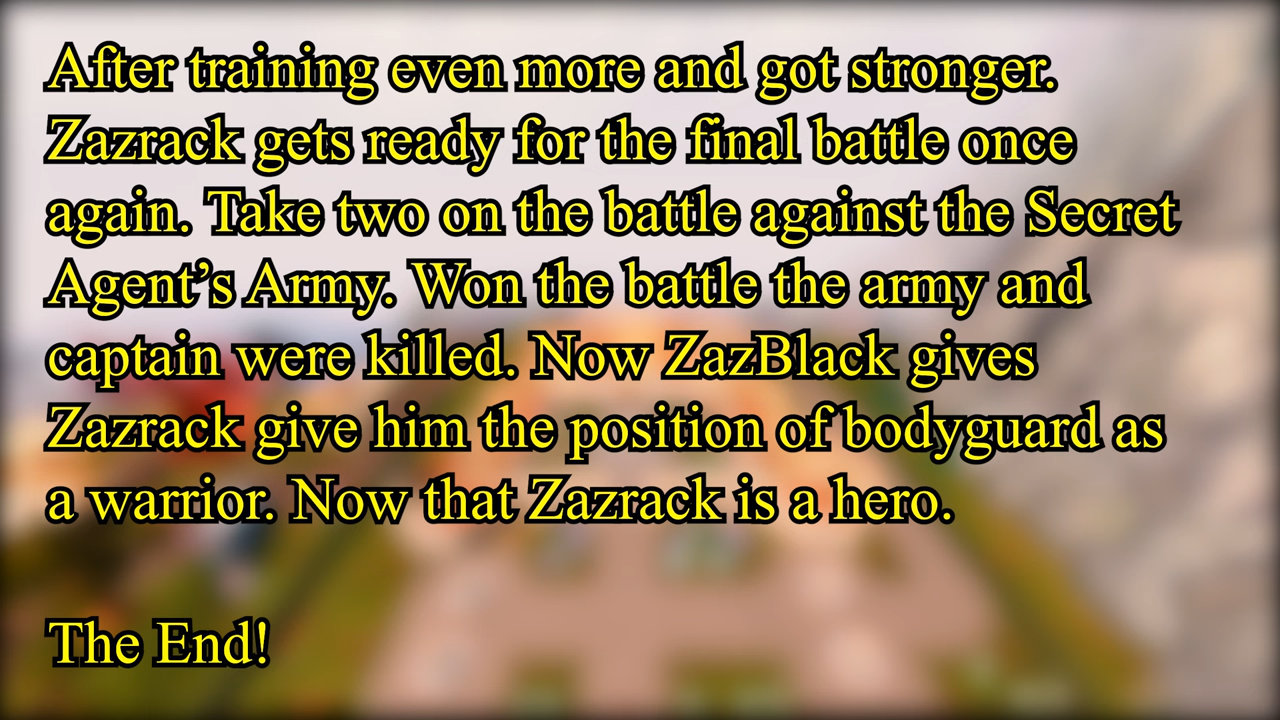 After training even more and got stronger.
Zazrack gets ready for the final battle once
again. Take two on the battle against the Secret
Agent’s Army. Won the battle the army and
captain were killed. Now ZazBlack gives
Zazrack give him the position of bodyguard as
a warrior. Now that Zazrack is a hero.
The End!